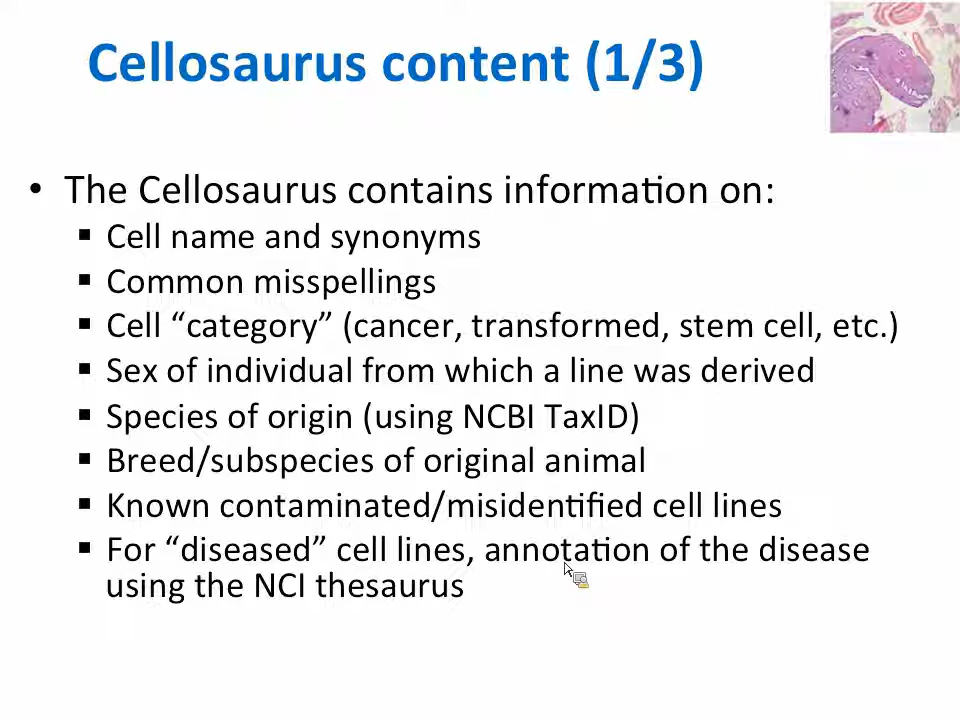 Cellosaurus content (1/3)
• The Cellosaurus contains information on:
▪ Cell name and synonyms
▪ Common misspellings
▪ Cell “category” (cancer, transformed, stem cell, etc.)
▪ Sex of individual from which a line was derived
▪ Species of origin (using NCBI TaxID)
▪ Breed/subspecies of original animal
▪ Known contaminated/misidentified cell lines
▪ For “diseased” cell lines, annotation of the disease
using the NCI thesaurus